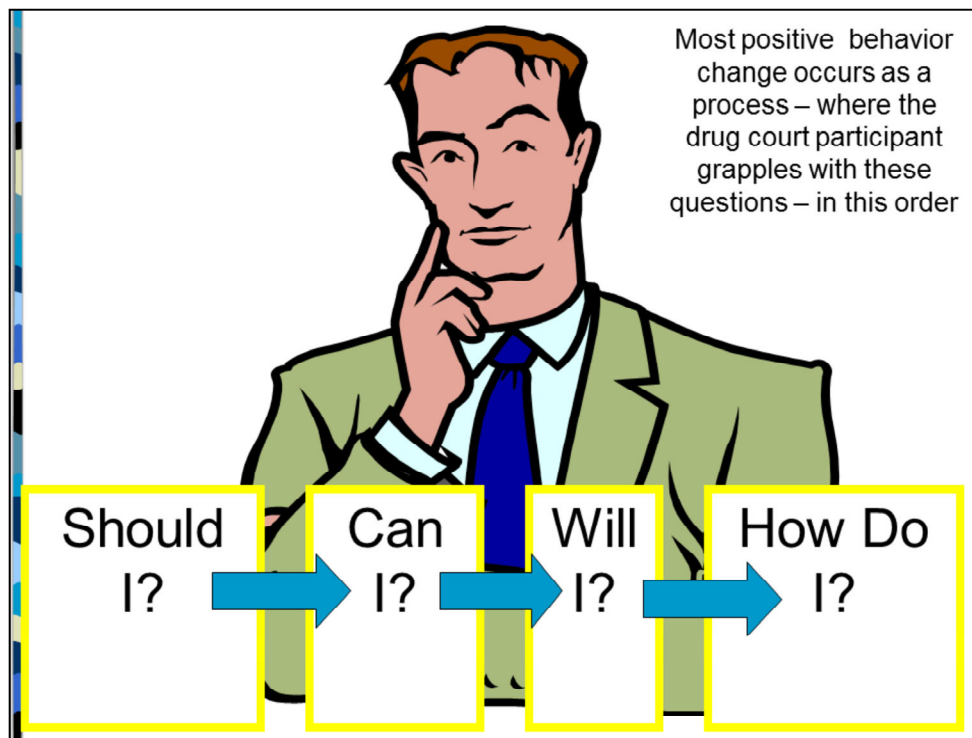 Most positive behavior
change occurs as a
process – where the
drug court participant
grapples with these
questions – in this order
Should
I?
Can
I?
Will
I?
How Do
I?